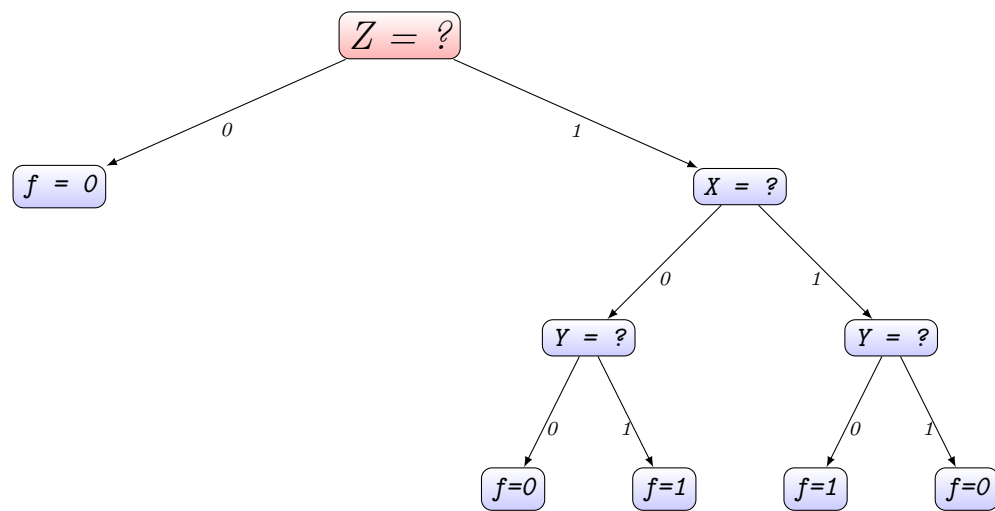 Z = ?
0
1
f = 0
X = ?
0
1
Y = ?
Y = ?
0
1
0
1
f=0
f=1
f=1
f=0